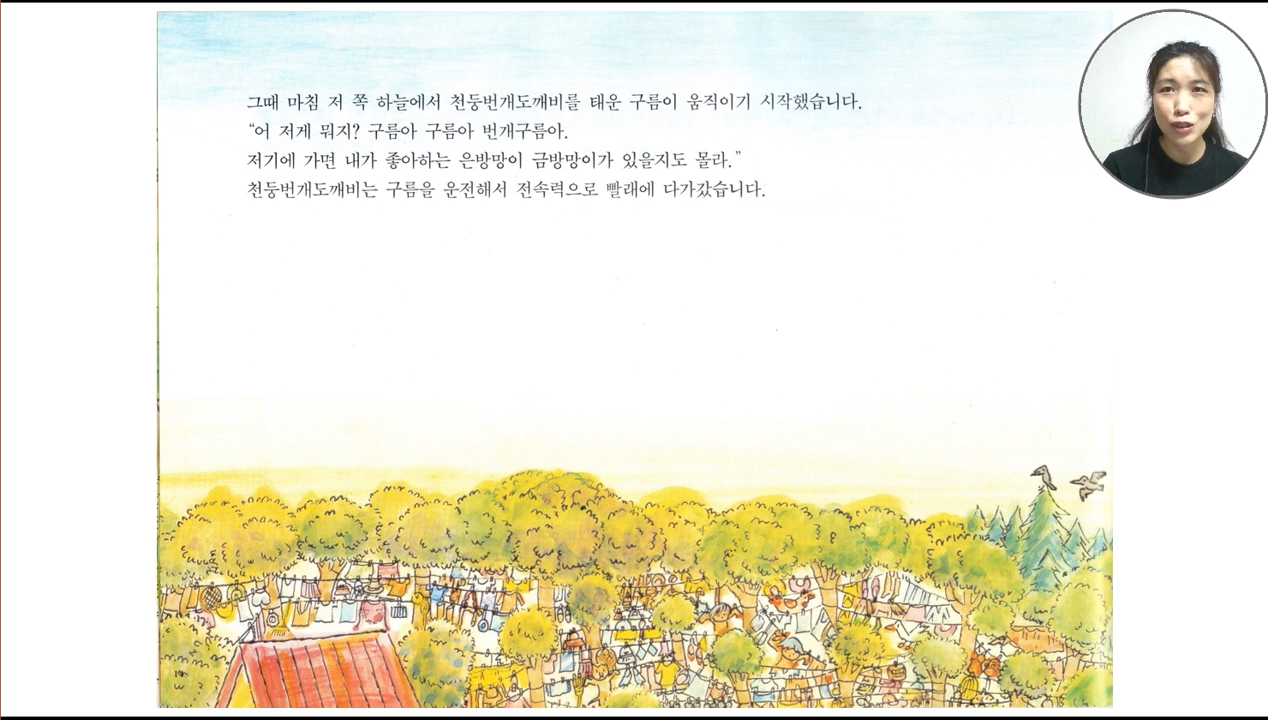 그때 마침 저 쪽 하늘에서 천둥번개도깨비를 태운 구름이 움직이기 시작했습니다.
“어 저게 뭐지? 구름아 구름아 번개구름아.
저기에 가면 내가 좋아하는 은방망이 금방망이가 있을지도 몰라.”
천둥번개도깨비는 구름을 운전해서 전속력으로 빨래에 다가갔습니다.